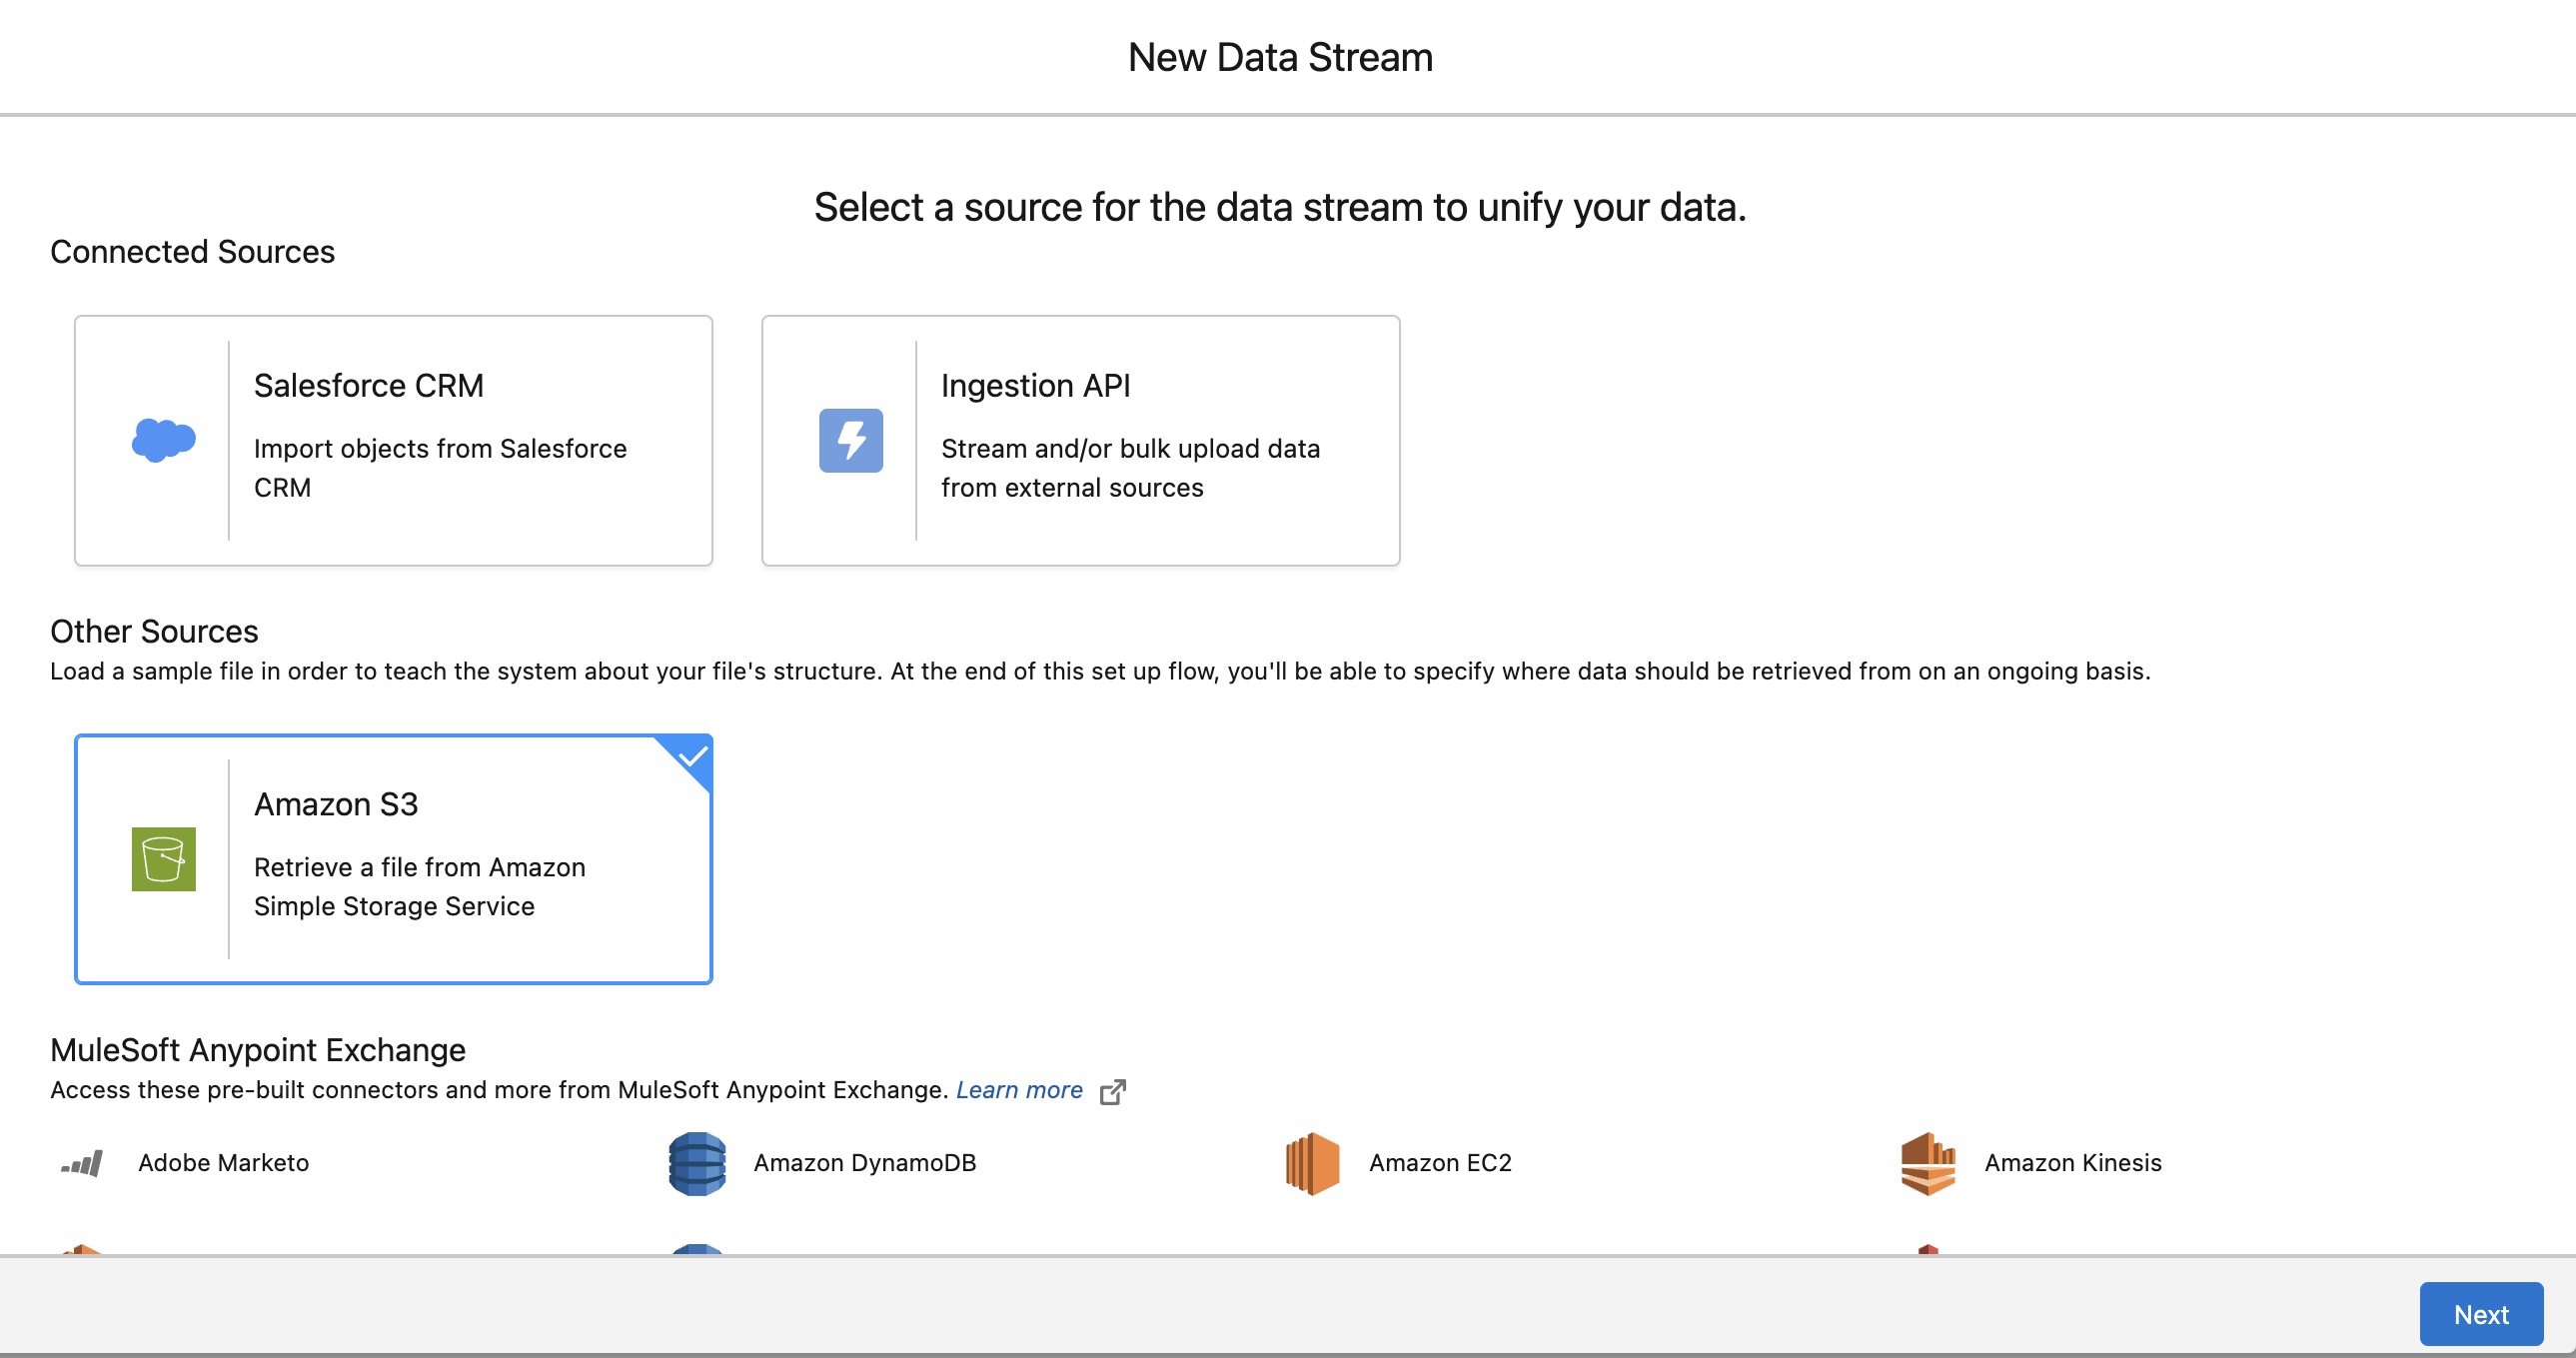 New Data Stream
Select a source for the data stream to unify your data.
Connected Sources
Salesforce CRM
Import objects from Salesforce
CRM
Ingestion API
Stream and/or bulk upload data
from external sources
Other Sources
Load a sample file in order to teach the system about your file's structure. At the end of this set up flow, you'll be able to specify where data should be retrieved from on an ongoing basis.
Amazon S3
Retrieve a file from Amazon
Simple Storage Service
MuleSoft Anypoint Exchange
Access these pre-built connectors and more from MuleSoft Anypoint Exchange. Learn more
Adobe Marketo
Amazon DynamoDB
Amazon EC2
Amazon Kinesis
Next